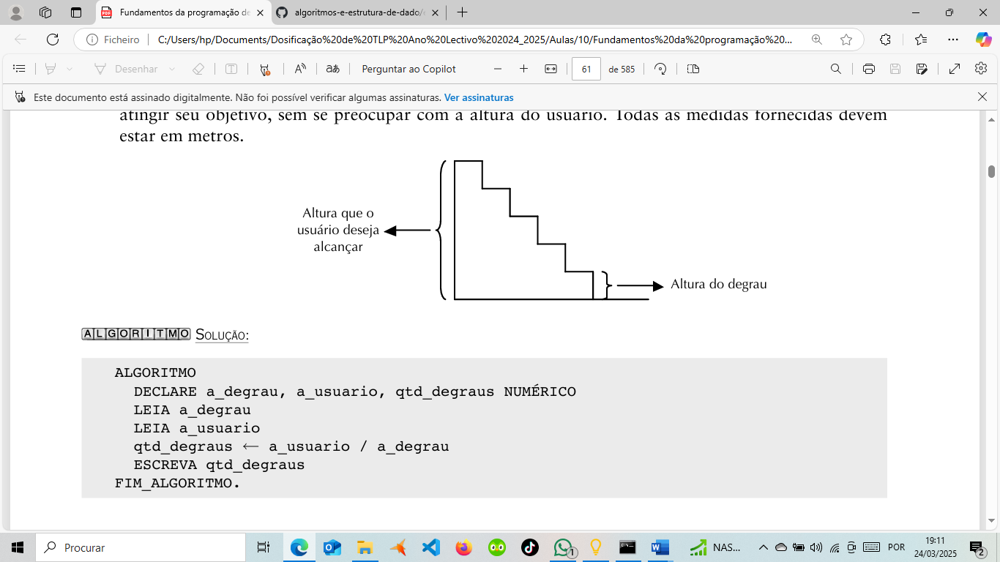 Fundamentos da programação de
algoritmos-e-estrutura-de-dado/
Ficheiro
C:/Users/hp/Documents/Dosificação%20de%20TLP%20Ano%20Lectivo%202024_2025/Aulas/10/Fundamentos%20da%20programação%20...
Desenhar
Perguntar ao Copilot
61
de 585
Este documento está assinado digitalmente. Não foi possível verificar algumas assinaturas. Ver assinaturas
atingir seu objetivo, sem se preocupar com a altura do usuário. Todas as medidas fornecidas devem
estar em metros.
Altura que o
usuário deseja
alcançar
Altura do degrau
ALGORITMO SOLUÇÃO:
ALGORITMO
DECLARE a_degrau, a_usuario, qtd_degraus NUMÉRICO
LEIA a_degrau
LEIA a_usuario
qtd_degraus ← a_usuario / a_degrau
ESCREVA qtd_degraus
FIM_ALGORITMO.
Procurar
NAS...
POR
19:11
24/03/2025
2